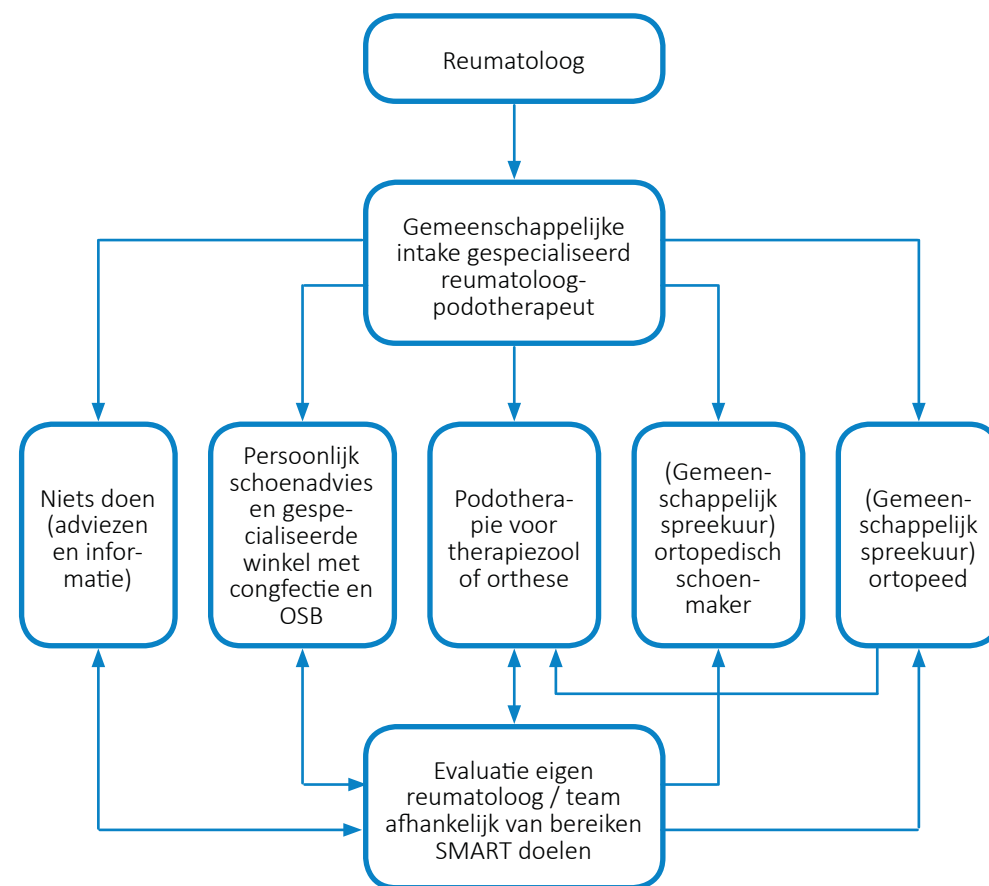 Reumatoloog
Gemeenschappelijke
intake gespecialiseerd
reumatoloog-
podotherapeut
Niets doen
(adviezen
en infor-
matie)
Persoonlijk
schoenadvies
en gespe-
cialiseerde
winkel met
congfectie en
OSB
Podothera-
pie voor
therapiezool
of orthese
(Gemeen-
schappelijk
spreekuur)
ortopedisch
schoen-
maker
(Gemeen-
schappelijk
spreekuur)
ortopeed
Evaluatie eigen
reumatoloog / team
afhankelijk van bereiken
SMART doelen